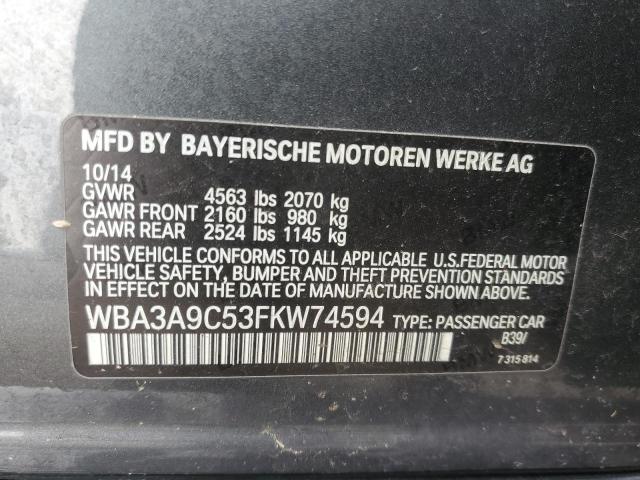 MFD BY BAYERISCHE MOTOREN WERKE AG
10/14
GVWR 4563 lbs 2070 kg
GAWR FRONT 2160 lbs 980 kg
GAWR REAR 2524 lbs 1145 kg
THIS VEHICLE CONFORMS TO ALL APPLICABLE U.S.FEDERAL MOTOR
VEHICLE SAFETY, BUMPER AND THEFT PREVENTION STANDARDS
IN EFFECT ON THE DATE OF MANUFACTURE SHOWN ABOVE.
WBA3A9C53FKW74594 TYPE: PASSENGER CAR
B39/
7 315 814